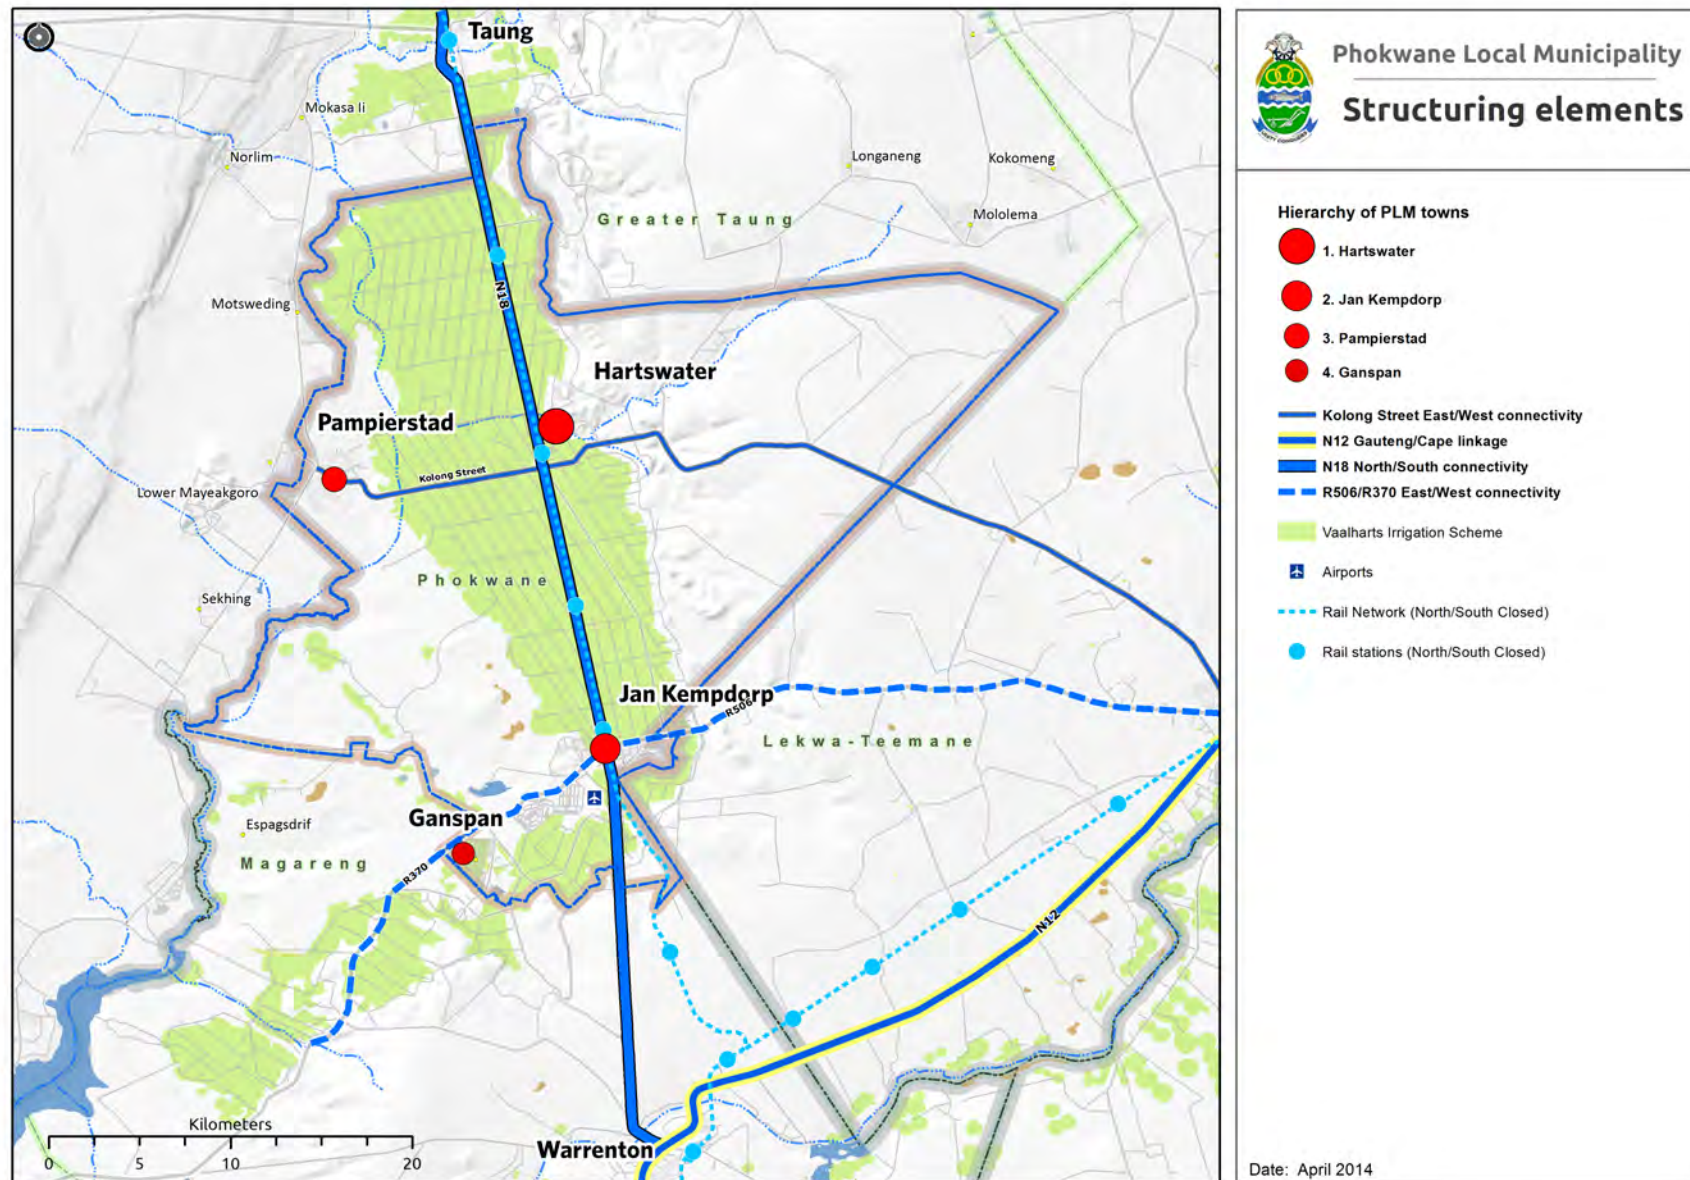 Taung
Mokasa Ii
Norlim
Longaneng
Kokomeng
Mololema
Greater Taung
Motsweding
N18
Hartswater
Pampierstad
Kolong Street
Lower Mayeakgoro
Phokwane
Sekhing
Jan Kempdorp
R506
Lekwa-Teemane
Ganspan
Espagsdrif
Magareng
R370
N12
Kilometers
0 5 10 20
Warrenton
Phokwane Local Municipality
Structuring elements
Hierarchy of PLM towns
1. Hartswater
2. Jan Kempdorp
3. Pampierstad
4. Ganspan
Kolong Street East/West connectivity
N12 Gauteng/Cape linkage
N18 North/South connectivity
R506/R370 East/West connectivity
Vaalharts Irrigation Scheme
Airports
Rail Network (North/South Closed)
Rail stations (North/South Closed)
Date: April 2014